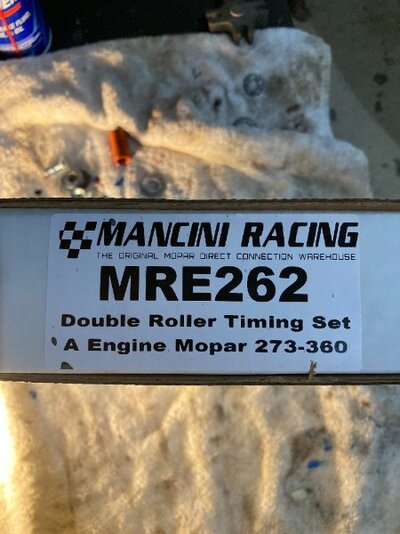 MANCINI RACING
THE ORIGINAL MOPAR DIRECT CONNECTION WAREHOUSE
MRE262
Double Roller Timing Set
A Engine Mopar 273-360